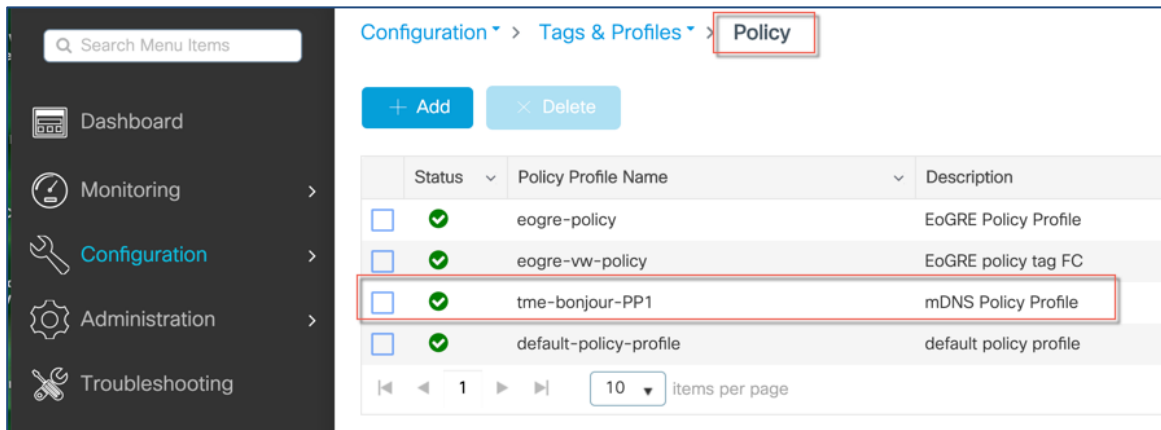 Search Menu Items
Dashboard
Monitoring
Configuration
Administration
Troubleshooting
Configuration > Tags & Profiles > Policy
+ Add
× Delete
Status Policy Profile Name Description
eogre-policy EoGRE Policy Profile
eogre-vw-policy EoGRE policy tag FC
tme-bonjour-PP1 mDNS Policy Profile
default-policy-profile default policy profile
1 10 items per page